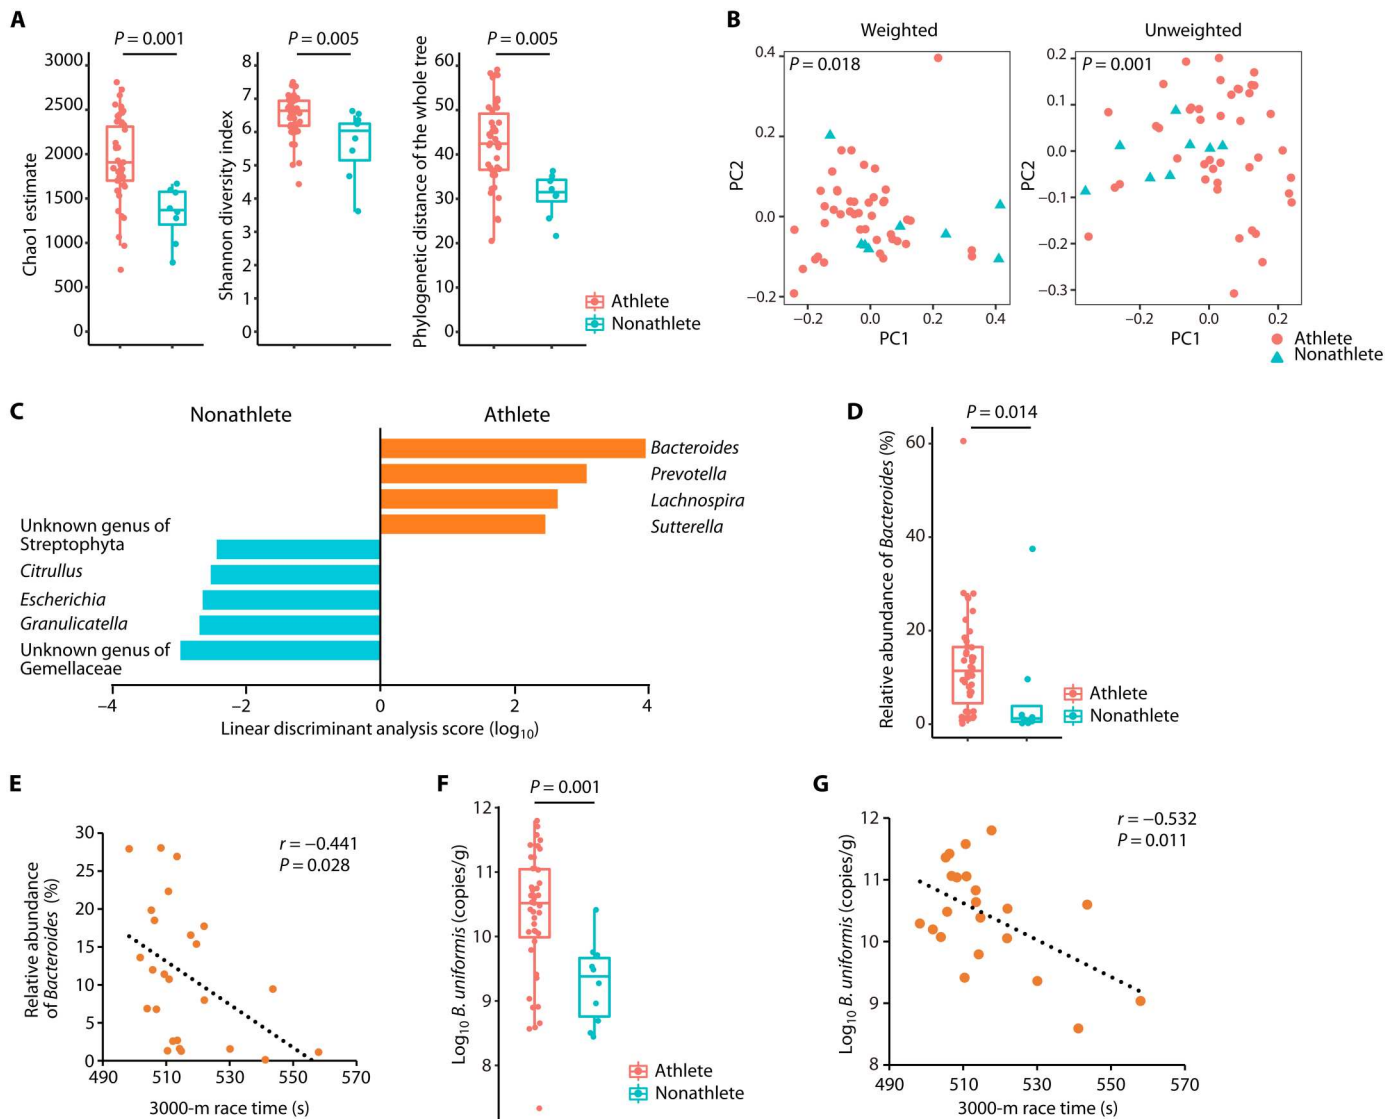 A
P = 0.001
3000
2500
2000
1500
1000
500
0
Chao1 estimate
P = 0.005
8
7
6
5
4
3
2
1
0
Shannon diversity index
P = 0.005
60
50
40
30
20
10
0
Phylogenetic distance of the whole tree
Athlete
Nonathlete
B
Weighted
P = 0.018
0.4
0.2
0.0
−0.2
PC2
−0.2
0.0
0.2
0.4
PC1
Unweighted
P = 0.001
0.2
0.1
0.0
−0.1
−0.2
−0.3
PC2
−0.2
0.0
0.2
PC1
Athlete
Nonathlete
C
Nonathlete
Athlete
Bacteroides
Prevotella
Lachnospira
Sutterella
Unknown genus of
Streptophyta
Citrullus
Escherichia
Granulicatella
Unknown genus of
Gemellaceae
−4
−2
0
2
4
Linear discriminant analysis score (log10)
D
P = 0.014
60
40
20
0
Relative abundance of Bacteroides (%)
Athlete
Nonathlete
E
r = −0.441
P = 0.028
30
25
20
15
10
5
0
Relative abundance
of Bacteroides (%)
490
510
530
550
570
3000-m race time (s)
F
P = 0.001
12
11
10
9
8
Log10 B. uniformis (copies/g)
Athlete
Nonathlete
G
r = −0.532
P = 0.011
12
11
10
9
8
Log10 B. uniformis (copies/g)
490
510
530
550
570
3000-m race time (s)